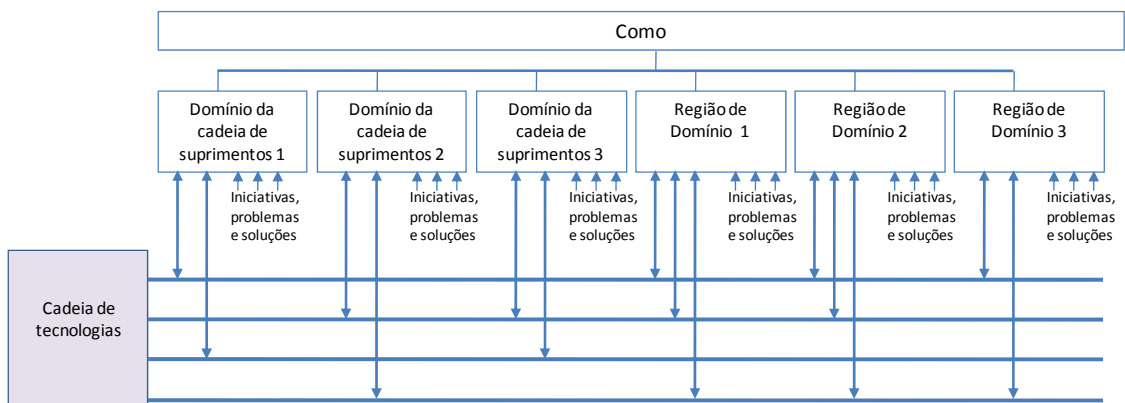 Como
Domínio da
cadeia de
suprimentos 1
Domínio da
cadeia de
suprimentos 2
Domínio da
cadeia de
suprimentos 3
Região de
Domínio 1
Região de
Domínio 2
Região de
Domínio 3
Iniciativas,
problemas
e soluções
Iniciativas,
problemas
e soluções
Iniciativas,
problemas
e soluções
Iniciativas,
problemas
e soluções
Iniciativas,
problemas
e soluções
Iniciativas,
problemas
e soluções
Cadeia de
tecnologias